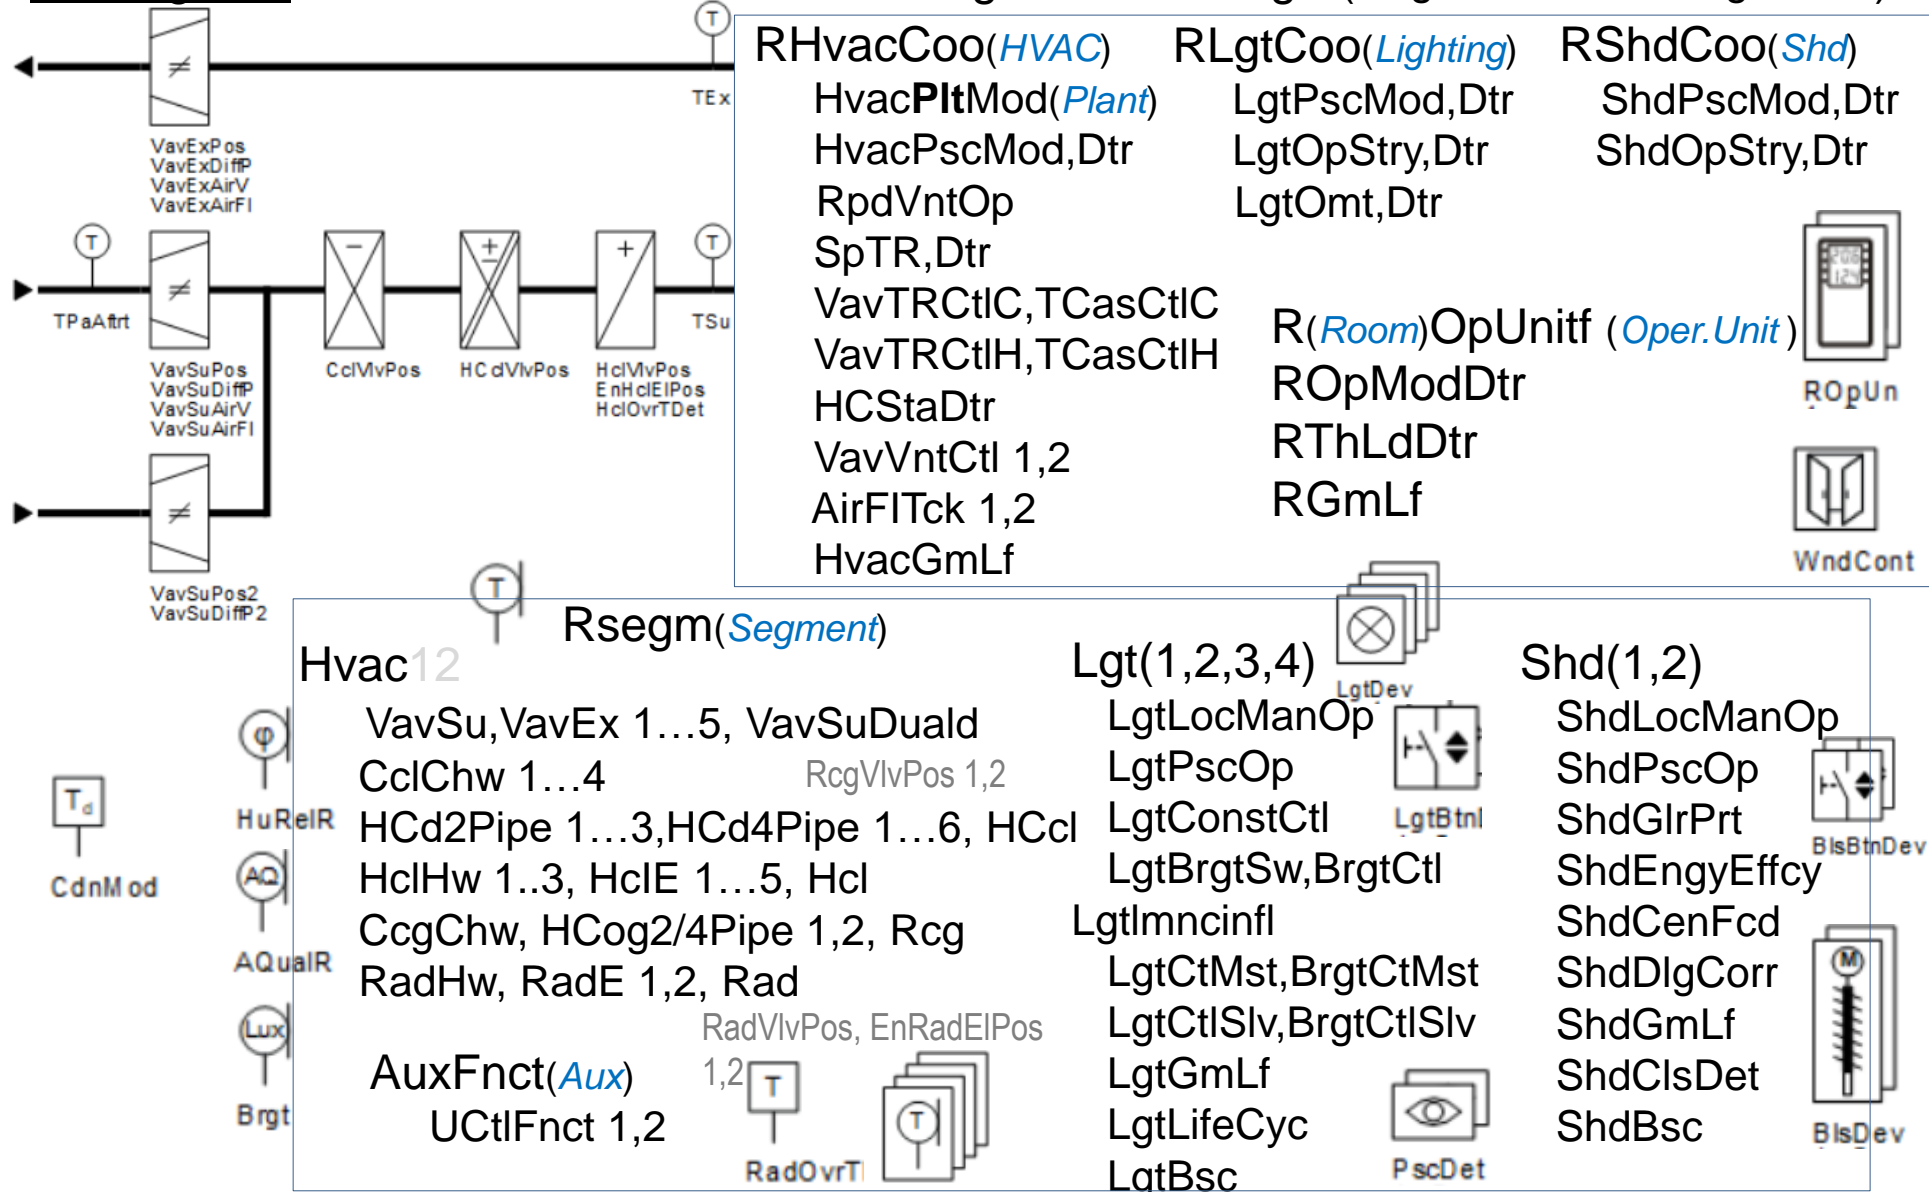 T
TEx
≠
VavExPos
VavExDiffP
VavExAirV
VavExAirFl
T
TPaAftrt
≠
VavSuPos
VavSuDiffP
VavSuAirV
VavSuAirFl
CclVlvPos
HCclVlvPos
HclVlvPos
EnHclElPos
HclOvrTDet
T
TSu
≠
VavSuPos2
VavSuDiffP2
RHvacCoo(HVAC)
HvacPltMod(Plant)
HvacPscMod,Dtr
RpdVntOp
SpTR,Dtr
VavTRCtlC,TCasCtlC
VavTRCtlH,TCasCtlH
HCStaDtr
VavVntCtl 1,2
AirFlTck 1,2
HvacGmLf
RLgtCoo(Lighting)
LgtPscMod,Dtr
LgtOpStry,Dtr
LgtOmt,Dtr
RShdCoo(Shd)
ShdPscMod,Dtr
ShdOpStry,Dtr
R(Room)OpUnitf (Oper.Unit)
ROpModDtr
RThLdDtr
RGmLf
ROpUn
WndCont
T
Rsegm(Segment)
Hvac12
VavSu,VavEx 1…5, VavSuDuald
CclChw 1…4
RcgVlvPos 1,2
HCd2Pipe 1…3,HCd4Pipe 1…6, HCcl
HclHw 1..3, HclE 1…5, Hcl
CcgChw, HCog2/4Pipe 1,2, Rcg
RadHw, RadE 1,2, Rad
RadVlvPos, EnRadElPos
1,2
AuxFnct(Aux)
UCtlFnct 1,2
T
RadOvrT
T
Td
CdnMod
φ
HuRelR
AQ
AQualR
Lux
Brgt
Lgt(1,2,3,4)
LgtDev
LgtLocManOp
LgtPscOp
LgtConstCtl
LgtBtn
LgtBrgtSw,BrgtCtl
LgtImncinfl
LgtCtMst,BrgtCtMst
LgtCtlSlv,BrgtCtlSlv
LgtGmLf
LgtLifeCyc
LgtBsc
PscDet
Shd(1,2)
ShdLocManOp
ShdPscOp
ShdGlrPrt
BlsBtnDev
ShdEngyEffcy
ShdCenFcd
ShdDlgCorr
ShdGmLf
ShdClsDet
ShdBsc
M
BlsDev